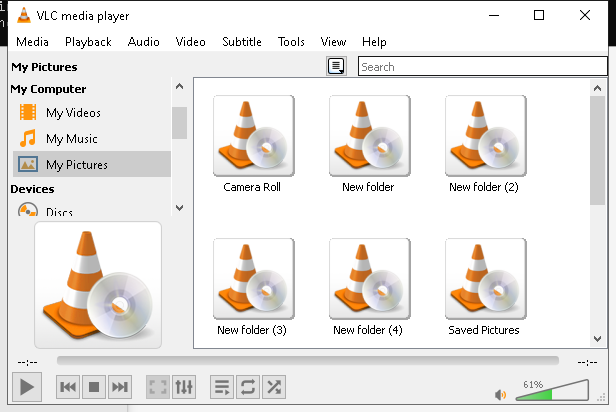 VLC media player
Media Playback Audio Video Subtitle Tools View Help
My Pictures
Search
My Computer
My Videos
My Music
My Pictures
Devices
Discs
Camera Roll
New folder
New folder (2)
New folder (3)
New folder (4)
Saved Pictures
--:--
--:--
61%